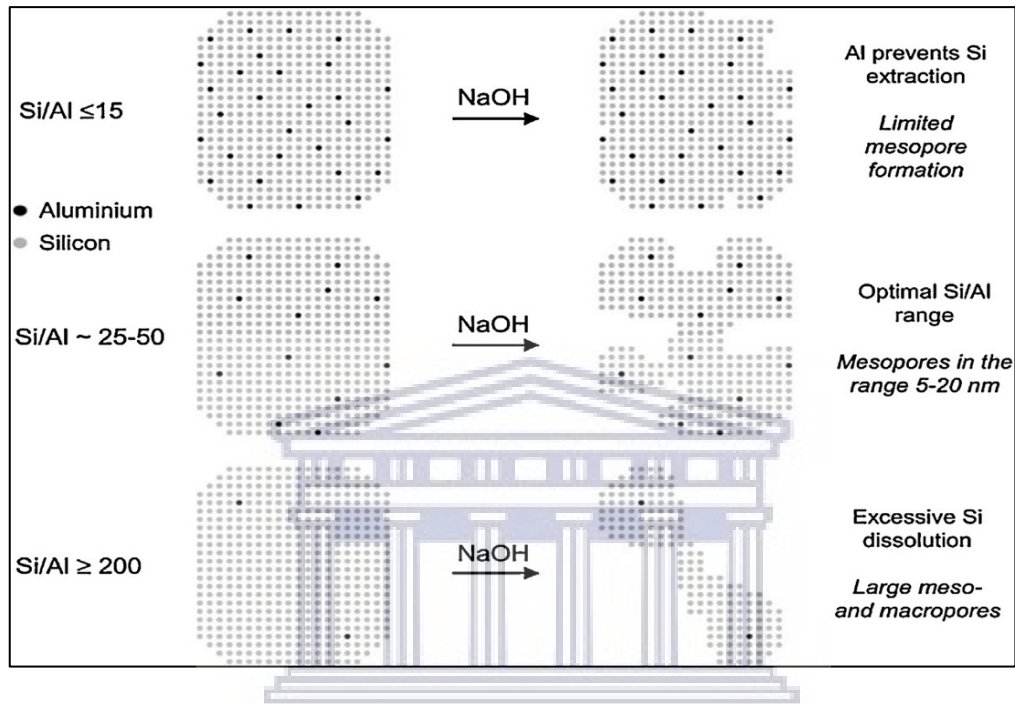 Si/Al ≤15
NaOH
Al prevents Si
extraction
Limited
mesopore
formation
Aluminium
Silicon
Si/Al ~ 25-50
NaOH
Optimal Si/Al
range
Mesopores in the
range 5-20 nm
Si/Al ≥ 200
NaOH
Excessive Si
dissolution
Large meso-
and macropores